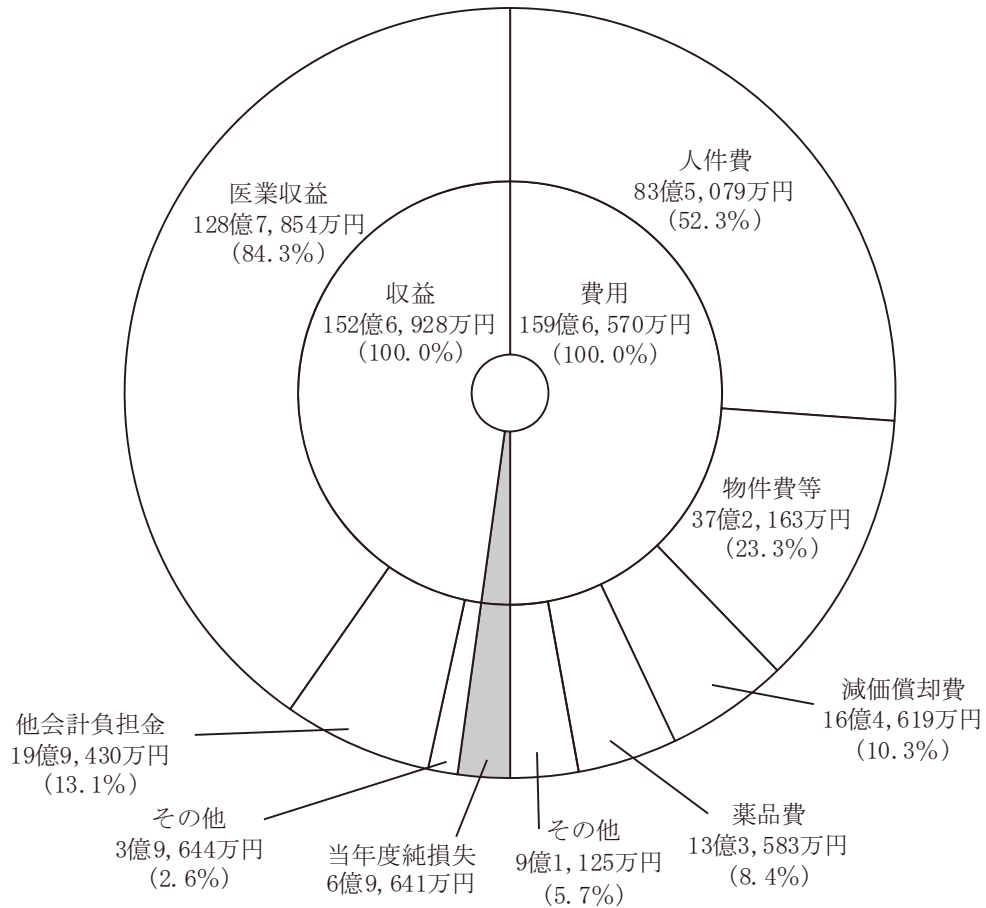 収益
152億6,928万円
(100.0%)
費用
159億6,570万円
(100.0%)
医業収益
128億7,854万円
(84.3%)
他会計負担金
19億9,430万円
(13.1%)
その他
3億9,644万円
(2.6%)
当年度純損失
6億9,641万円
人件費
83億5,079万円
(52.3%)
物件費等
37億2,163万円
(23.3%)
減価償却費
16億4,619万円
(10.3%)
薬品費
13億3,583万円
(8.4%)
その他
9億1,125万円
(5.7%)